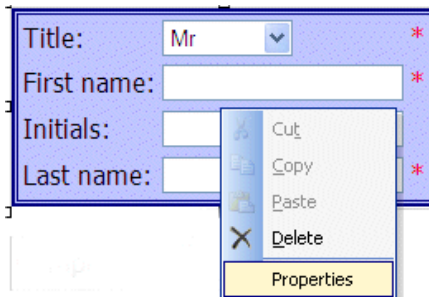 Title: Mr *
First name: *
Initials:
Last name: *
Cut
Copy
Paste
Delete
Properties